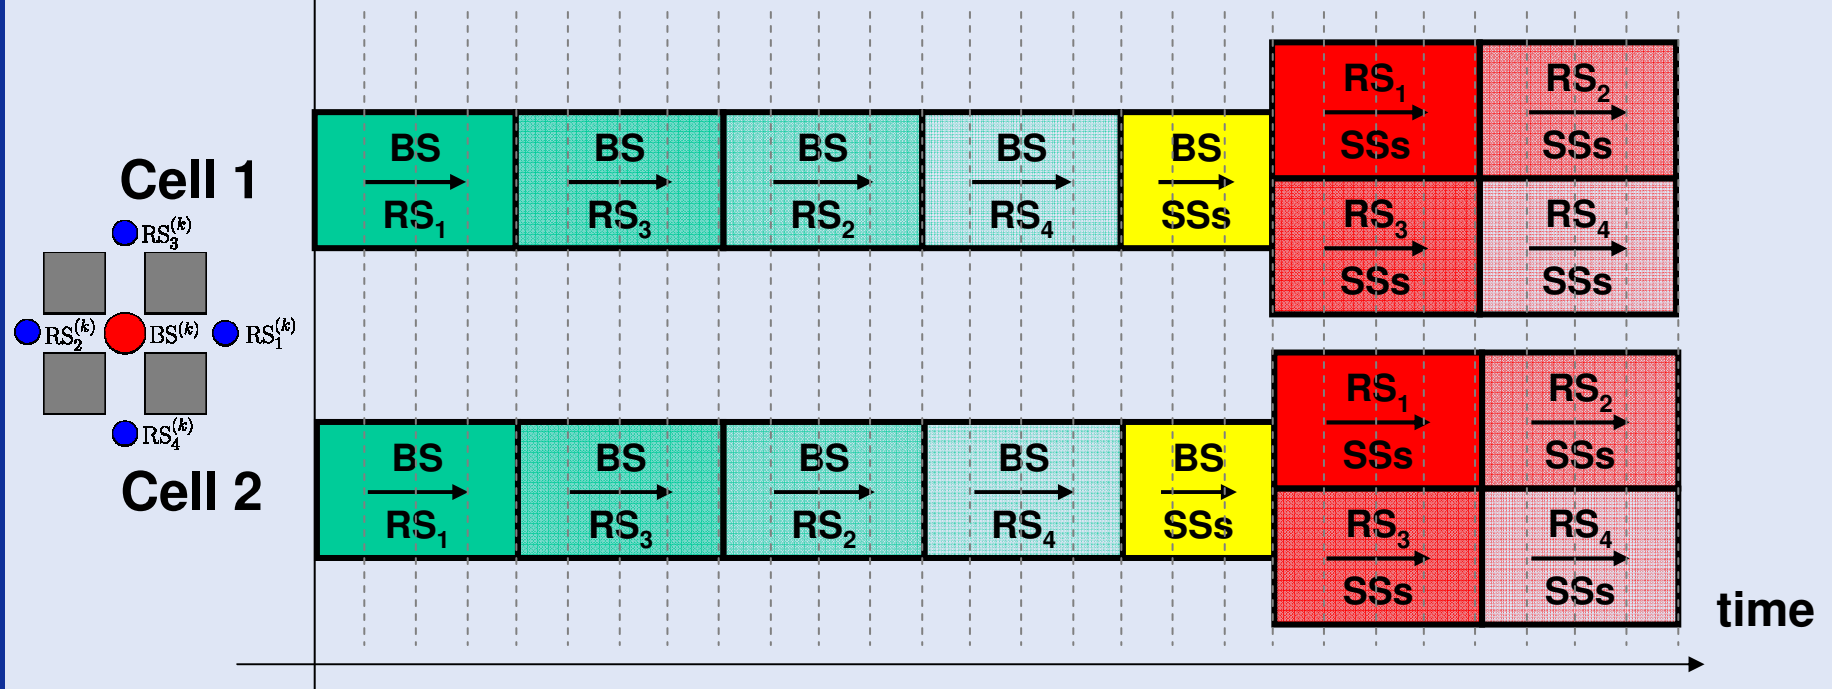 Cell 1
BS
RS1
BS
RS3
BS
RS2
BS
RS4
BS
SSs
RS1
SSs
RS2
SSs
RS3
SSs
RS4
SSs
RS3(k)
RS2(k)
BS(k)
RS1(k)
RS4(k)
Cell 2
BS
RS1
BS
RS3
BS
RS2
BS
RS4
BS
SSs
RS1
SSs
RS2
SSs
RS3
SSs
RS4
SSs
time